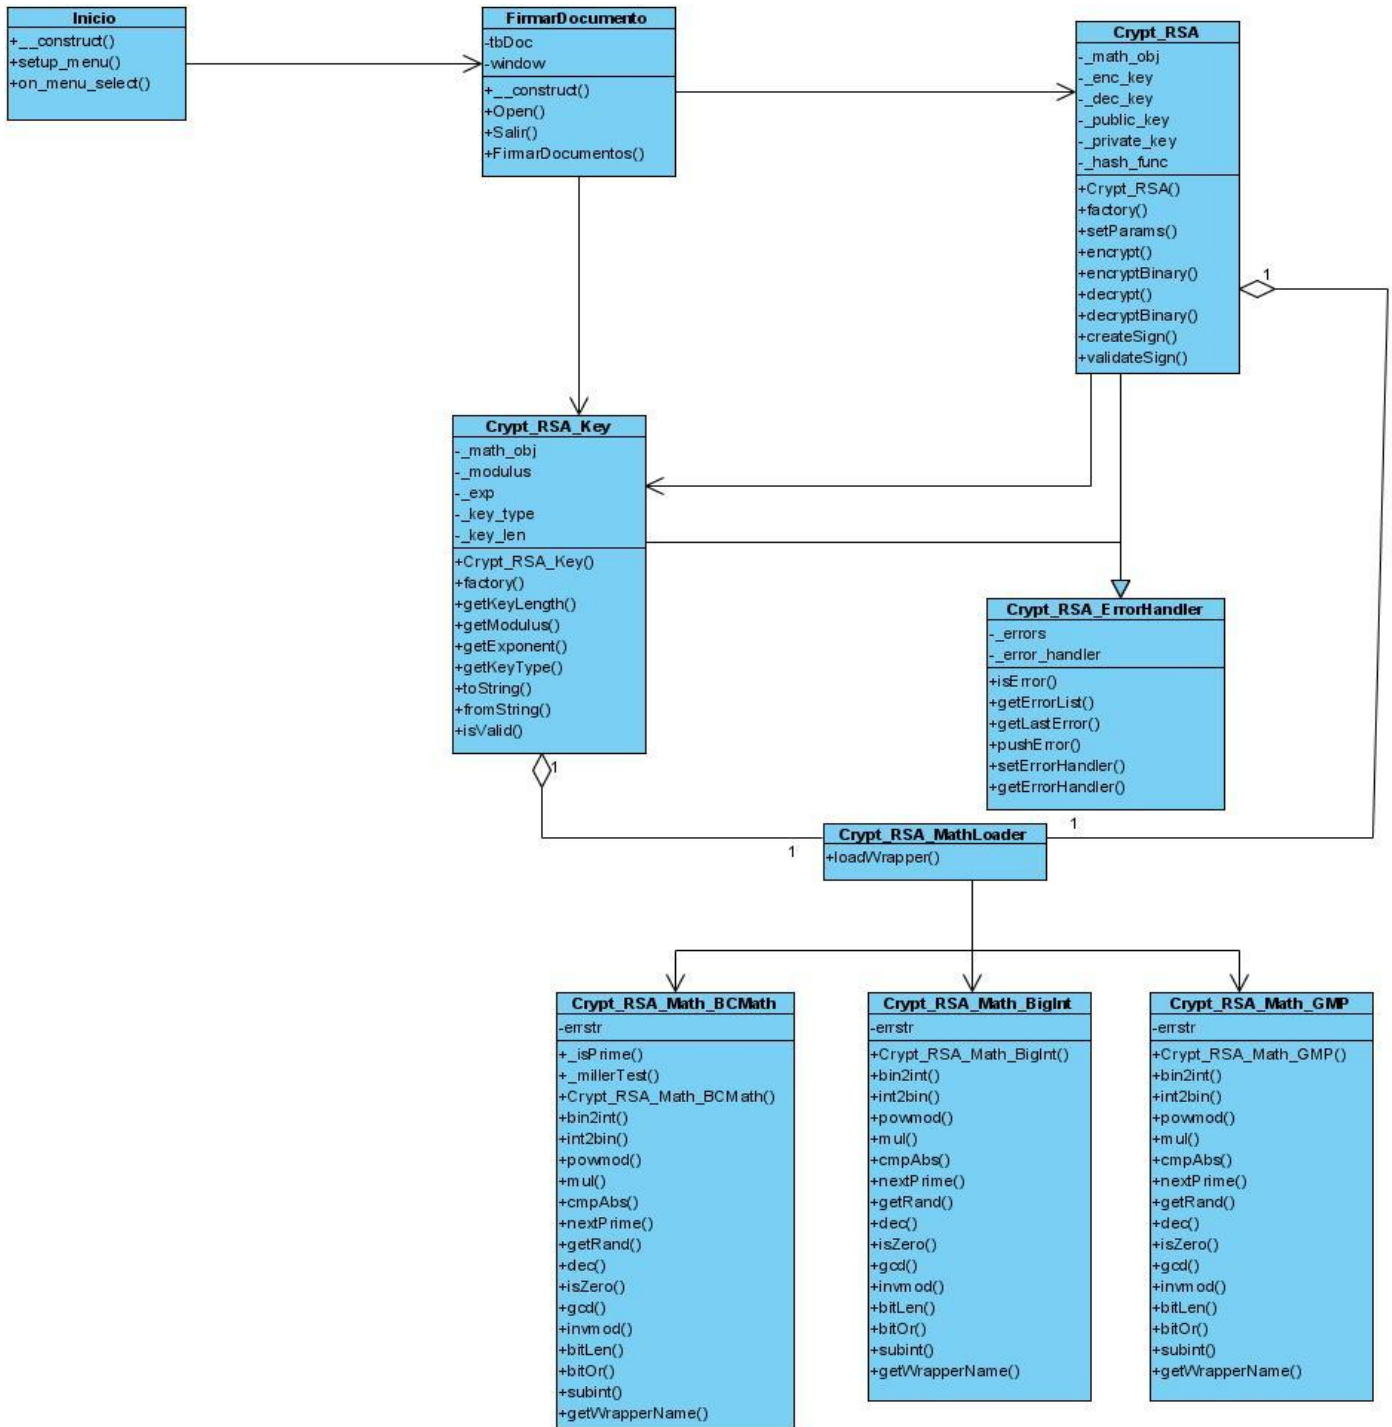 Inicio
+__construct()
+setup_menu()
+on_menu_select()
FirmarDocumento
-tbDoc
-window
+__construct()
+Open()
+Salir()
+FirmarDocumentos()
Crypt_RSA
-_math_obj
-_enc_key
-_dec_key
-_public_key
-_private_key
-_hash_func
+Crypt_RSA()
+factory()
+setParams()
+encrypt()
+encryptBinary()
+decrypt()
+decryptBinary()
+createSign()
+validateSign()
1
Crypt_RSA_Key
-_math_obj
-_modulus
-_exp
-_key_type
-_key_len
+Crypt_RSA_Key()
+factory()
+getKeyLength()
+getModulus()
+getExponent()
+getKeyType()
+toString()
+fromString()
+isValid()
1
Crypt_RSA_ErrorHandler
-_errors
-_error_handler
+isError()
+getErrorList()
+getLastError()
+pushError()
+setErrorHandler()
+getErrorHandler()
1
Crypt_RSA_MathLoader
+loadWrapper()
1
Crypt_RSA_Math_BCMath
-errstr
+_isPrime()
+_millerTest()
+Crypt_RSA_Math_BCMath()
+bin2int()
+int2bin()
+powmod()
+mul()
+cmpAbs()
+nextPrime()
+getRand()
+dec()
+isZero()
+gcd()
+invmod()
+bitLen()
+bitOr()
+subint()
+getWrapperName()
Crypt_RSA_Math_BigInt
-errstr
+Crypt_RSA_Math_BigInt()
+bin2int()
+int2bin()
+powmod()
+mul()
+cmpAbs()
+nextPrime()
+getRand()
+dec()
+isZero()
+gcd()
+invmod()
+bitLen()
+bitOr()
+subint()
+getWrapperName()
Crypt_RSA_Math_GMP
-errstr
+Crypt_RSA_Math_GMP()
+bin2int()
+int2bin()
+powmod()
+mul()
+cmpAbs()
+nextPrime()
+getRand()
+dec()
+isZero()
+gcd()
+invmod()
+bitLen()
+bitOr()
+subint()
+getWrapperName()